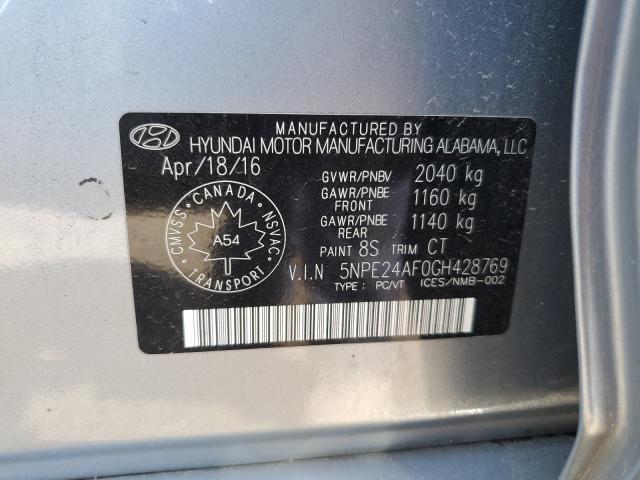 MANUFACTURED BY
HYUNDAI MOTOR MANUFACTURING ALABAMA, LLC
Apr/18/16
GVWR/PNBV 2040 kg
GAWR/PNBE FRONT 1160 kg
GAWR/PNBE REAR 1140 kg
PAINT 8S TRIM CT
CANADA
CMVSS NSVAC
A54
TRANSPORT
V.I.N 5NPE24AF0GH428769
TYPE : PC/VT ICES/NMB-002